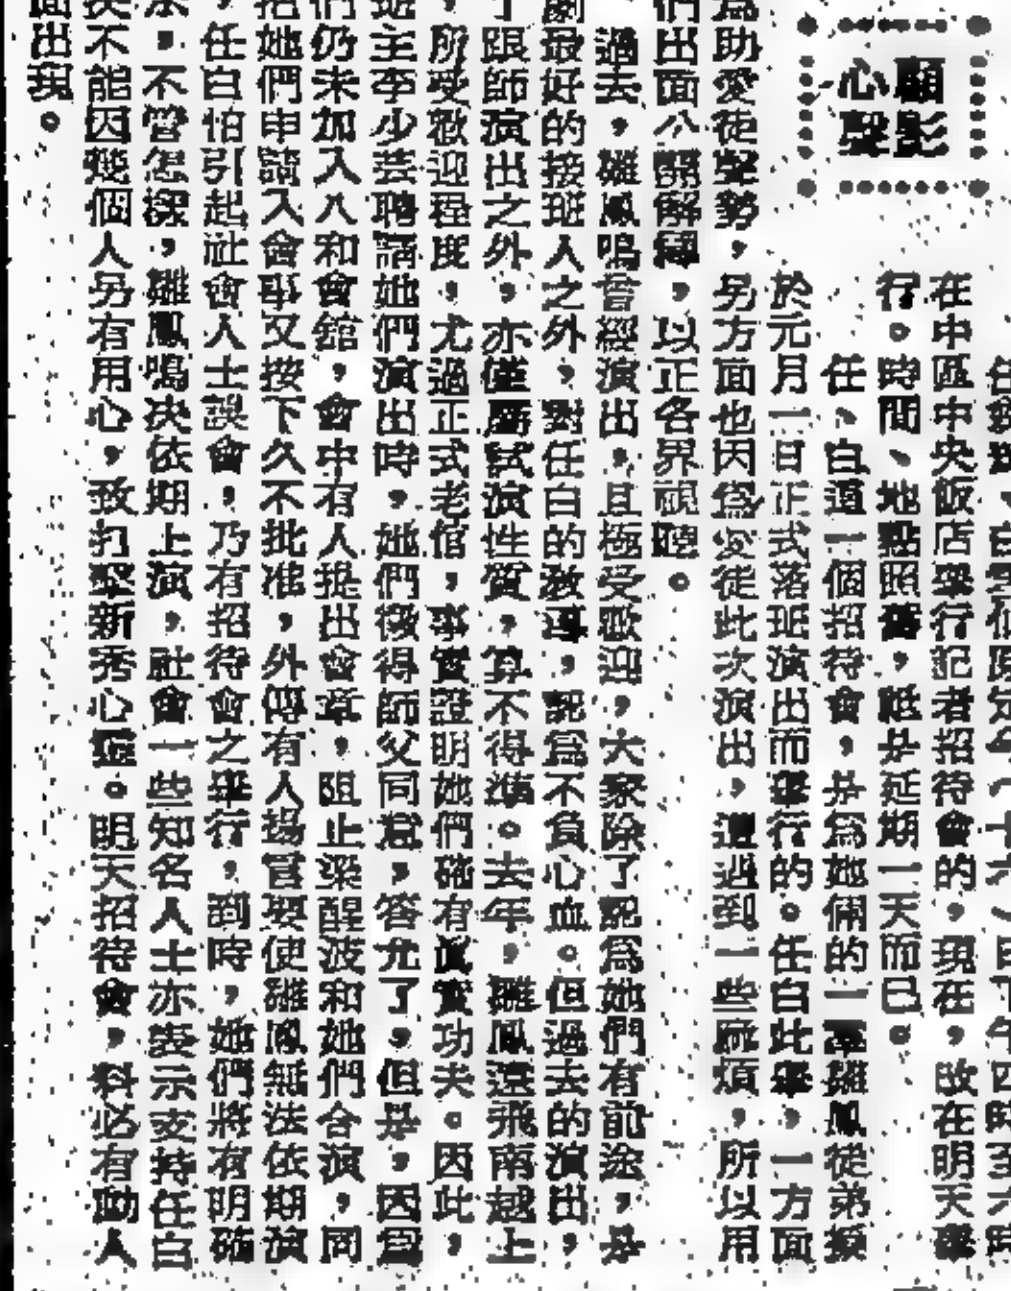 顧影
心聲
任劍輝、白雪仙原定今（十六）日下午四時至六時
在中區中央飯店舉行記者招待會的，現在，改在明天舉
行。時間、地點照舊，祗是延期一天而已。
任、白這一個招待會，是為她倆的一羣雛鳳徒弟擬
於元月一日正式落班演出而舉行的。任白此舉，一方面
為助愛徒聲勢，另方面也因為愛徒此次演出，遭遇到一些麻煩，所以用
們出面公開解釋，以正各界視聽。
過去，雛鳳鳴曾經演出，且極受歡迎，大家除了認為她們有前途，是
劇最好的接班人之外，對任白的教導，認為不負心血。但過去的演出，
了跟師演出之外，亦僅屬試演性質，算不得準。去年，雛鳳遠飛南越上
，所受歡迎程度，尤過正式老倌，事實證明她們確有真實功夫。因此，
遊主李少芸聘請她們演出時，她們徵得師父同意，答允了，但是，因為
們仍未加入八和會館，會中有人提出會章，阻止梁醒波和她們合演，同
招她們申請入會事又按下久不批准，外傳有人揚言要使雛鳳無法依期演
，任白怕引起社會人士誤會，乃有招待會之舉行，到時，她們將有明確
示，不管怎樣，雛鳳鳴決依期上演，社會一些知名人士亦表示支持任白
決不能因幾個人另有用心，致打擊新秀心靈。明天招待會，料必有動人
面出現。